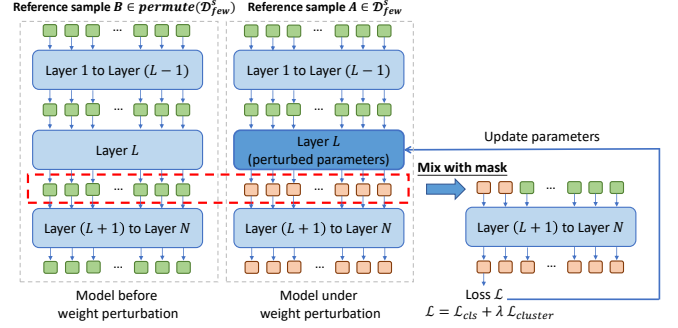 Reference sample B ∈ permute(𝒟ˢ_few)
Reference sample A ∈ 𝒟ˢ_few
...
...
Layer 1 to Layer (L − 1)
Layer 1 to Layer (L − 1)
...
...
Layer L
Layer L
(perturbed parameters)
Update parameters
Mix with mask
...
...
...
Layer (L + 1) to Layer N
Layer (L + 1) to Layer N
Layer (L + 1) to Layer N
...
...
...
Model before
weight perturbation
Model under
weight perturbation
Loss ℒ
ℒ = ℒ_cls + λ ℒ_cluster